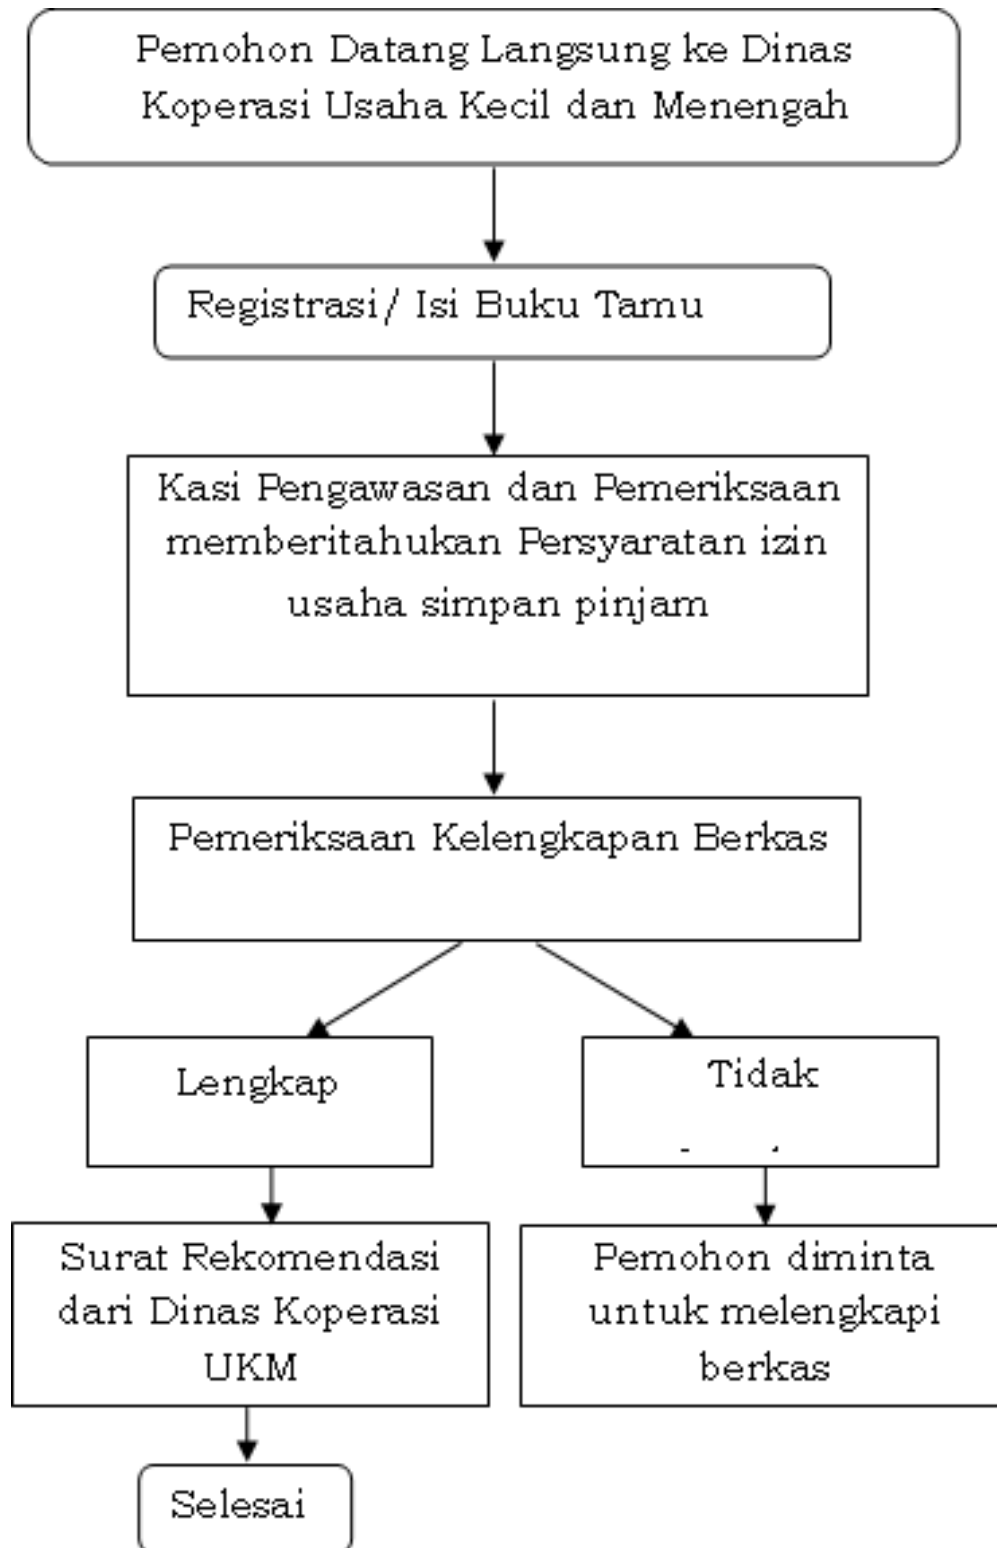 Pemohon Datang Langsung ke Dinas
Koperasi Usaha Kecil dan Menengah
Registrasi/ Isi Buku Tamu
Kasi Pengawasan dan Pemeriksaan
memberitahukan Persyaratan izin
usaha simpan pinjam
Pemeriksaan Kelengkapan Berkas
Lengkap
Tidak
Surat Rekomendasi
dari Dinas Koperasi
UKM
Pemohon diminta
untuk melengkapi
berkas
Selesai